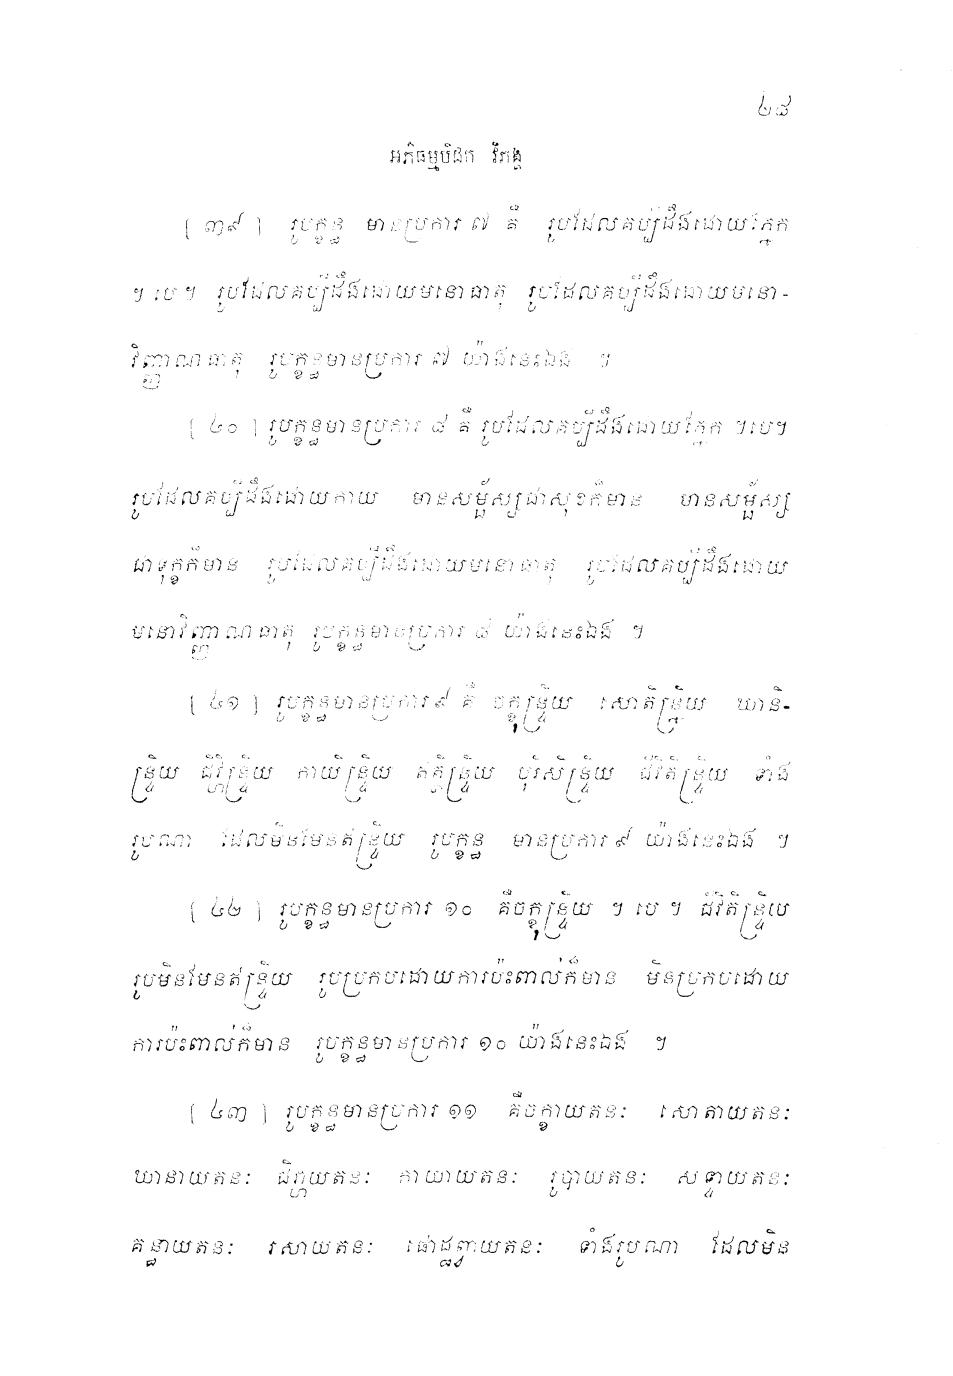 ២៨
អភិធម្មបិដក វិភង្គ
[ ៣៩ ] រូបក្ខន្ធ មានប្រការ ៧ គឺ រូបដែលគប្បីដឹងដោយភ្នែក
។ បេ ។ រូបដែលគប្បីដឹងដោយមនោធាតុ រូបដែលគប្បីដឹងដោយមនោ-
វិញ្ញាណធាតុ រូបក្ខន្ធមានប្រការ ៧ យ៉ាងនេះឯង ។
[ ៤០ ] រូបក្ខន្ធមានប្រការ ៨ គឺ រូបដែលគប្បីដឹងដោយភ្នែក ។បេ។
រូបដែលគប្បីដឹងដោយកាយ មានសម្ផ័ស្សជាសុខក៏មាន មានសម្ផ័ស្ស
ជាទុក្ខក៏មាន រូបដែលគប្បីដឹងដោយមនោធាតុ រូបដែលគប្បីដឹងដោយ
មនោវិញ្ញាណធាតុ រូបក្ខន្ធមានប្រការ ៨ យ៉ាងនេះឯង ។
[ ៤១ ] រូបក្ខន្ធមានប្រការ ៩ គឺ ចក្ខុន្ទ្រិយ សោតិន្ទ្រិយ ឃានិ-
ន្ទ្រិយ ជិវ្ហិន្ទ្រិយ កាយិន្ទ្រិយ ឥត្ថិន្ទ្រិយ បុរិសិន្ទ្រិយ ជីវិតិន្ទ្រិយ ទាំង
រូបណា ដែលមិនមែនឥន្ទ្រិយ រូបក្ខន្ធ មានប្រការ ៩ យ៉ាងនេះឯង ។
[ ៤២ ] រូបក្ខន្ធមានប្រការ ១០ គឺចក្ខុន្ទ្រិយ ។ បេ ។ ជីវិតិន្ទ្រិយ
រូបមិនមែនឥន្ទ្រិយ រូបប្រកបដោយការប៉ះពាល់ក៏មាន មិនប្រកបដោយ
ការប៉ះពាល់ក៏មាន រូបក្ខន្ធមានប្រការ ១០ យ៉ាងនេះឯង ។
[ ៤៣ ] រូបក្ខន្ធមានប្រការ ១១ គឺចក្ខាយតនៈ សោតាយតនៈ
ឃានាយតនៈ ជិវ្ហាយតនៈ កាយាយតនៈ រូបាយតនៈ សទ្ទាយតនៈ
គន្ធាយតនៈ រសាយតនៈ ផោដ្ឋព្វាយតនៈ ទាំងរូបណា ដែលមិន